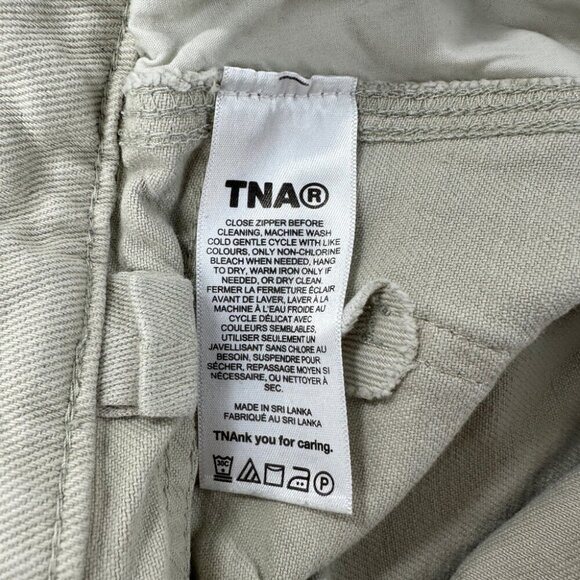 TNA®
CLOSE ZIPPER BEFORE
CLEANING, MACHINE WASH
COLD GENTLE CYCLE WITH LIKE
COLOURS, ONLY NON-CHLORINE
BLEACH WHEN NEEDED, HANG
TO DRY, WARM IRON ONLY IF
NEEDED, OR DRY CLEAN.
FERMER LA FERMETURE ÉCLAIR
AVANT DE LAVER, LAVER À LA
MACHINE À L'EAU FROIDE AU
CYCLE DÉLICAT AVEC
COULEURS SEMBLABLES,
UTILISER SEULEMENT UN
JAVELLISANT SANS CHLORE AU
BESOIN, SUSPENDRE POUR
SÉCHER, REPASSAGE MOYEN SI
NÉCESSAIRE, OU NETTOYER À
SEC.
MADE IN SRI LANKA
FABRIQUÉ AU SRI LANKA
TNAnk you for caring.
30C P